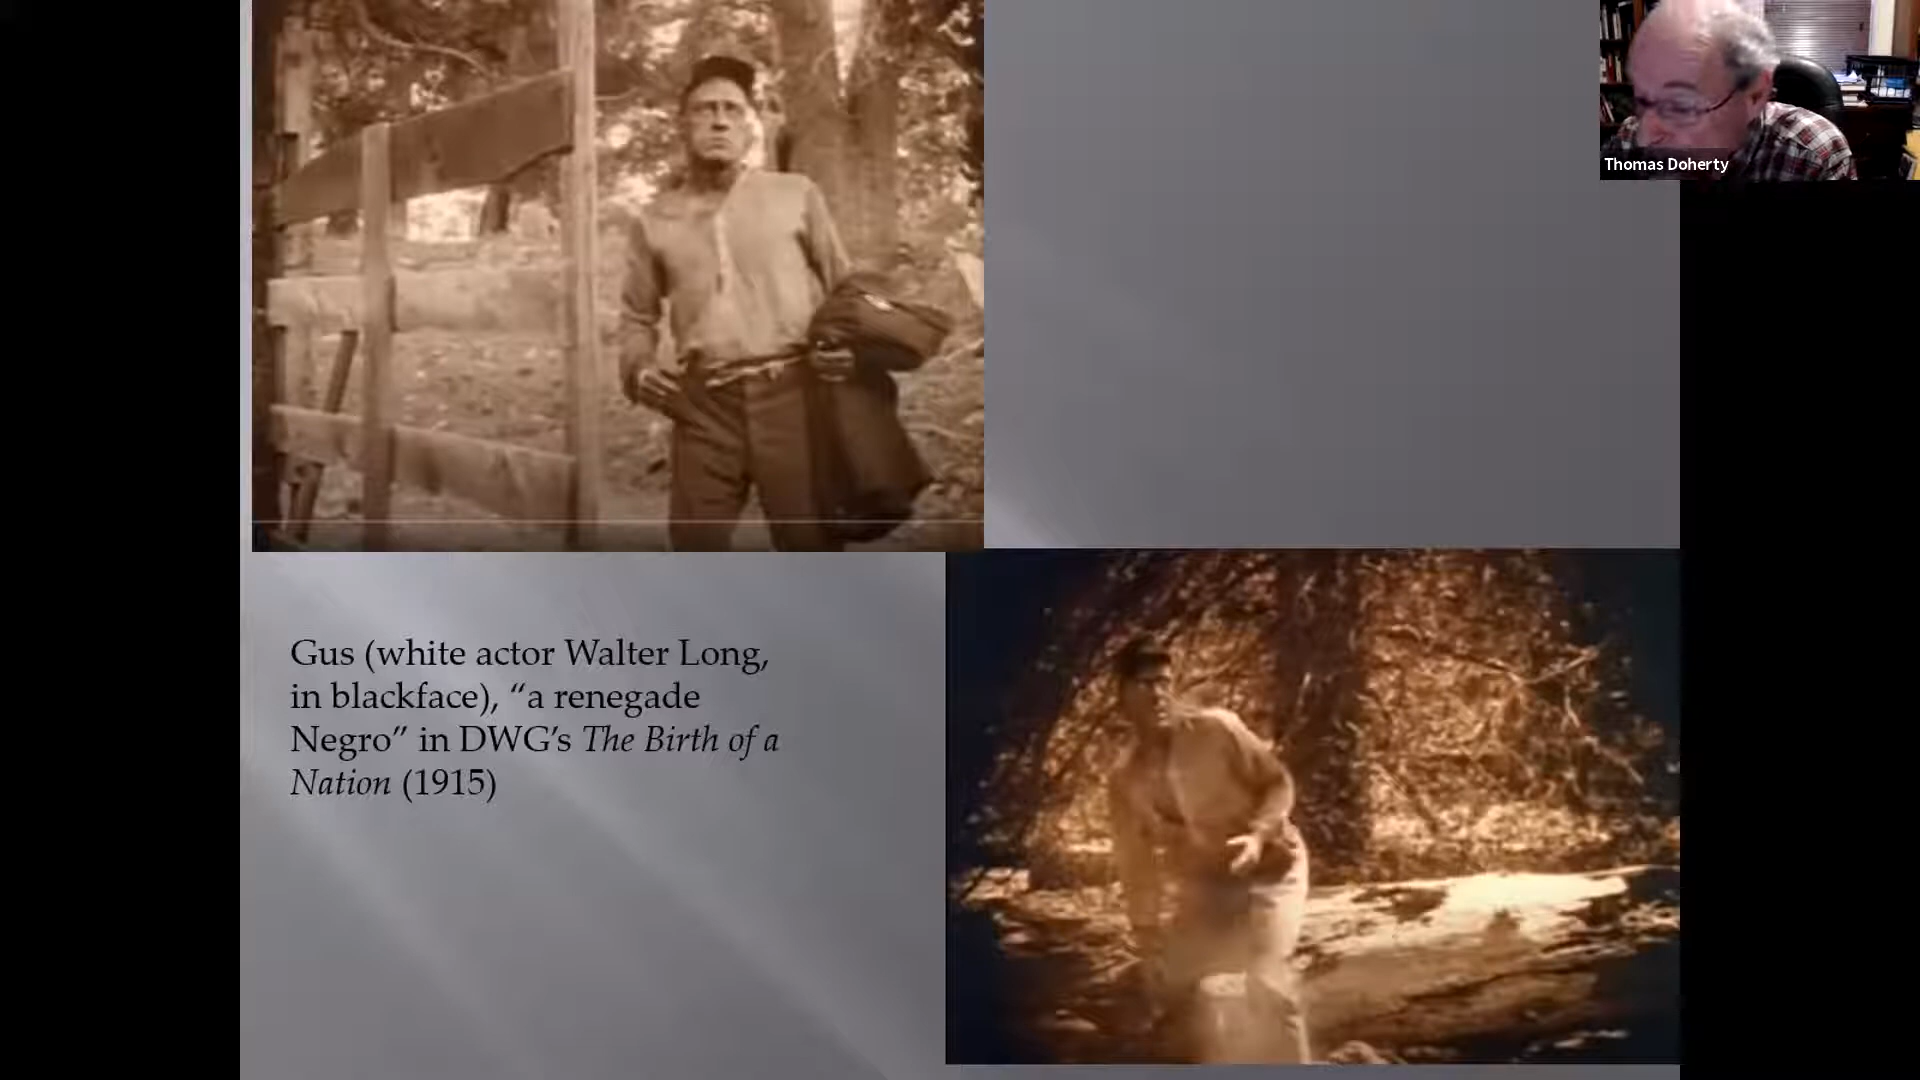 Thomas Doherty
Gus (white actor Walter Long,
in blackface), “a renegade
Negro” in DWG’s The Birth of a
Nation (1915)